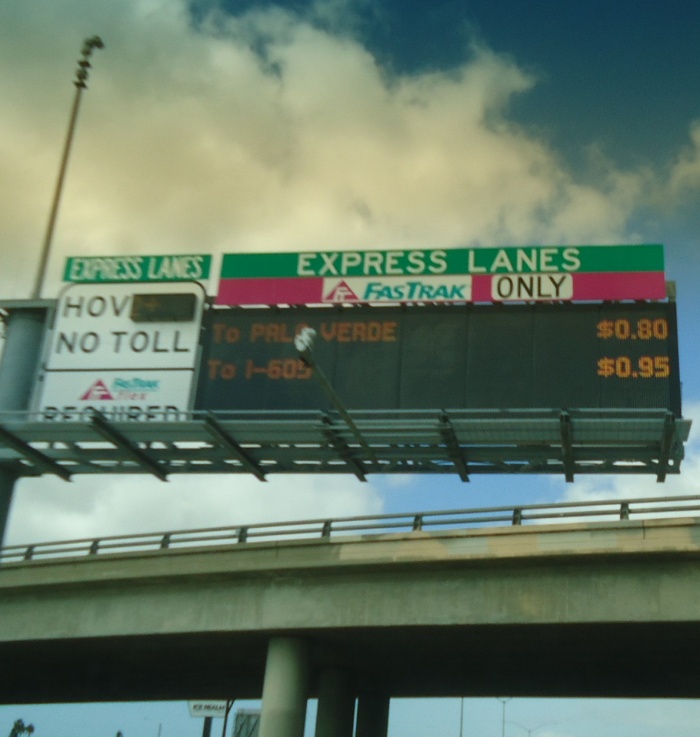 EXPRESS LANES
HOV 2+
NO TOLL
FasTrak
flex
REQUIRED
EXPRESS LANES
FasTrak ONLY
To PALO VERDE $0.80
To I-605 $0.95